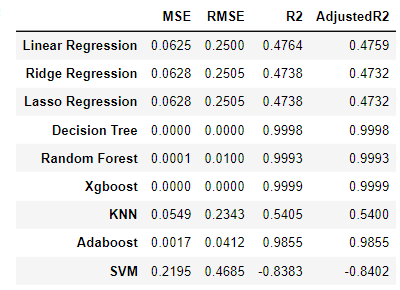 MSE RMSE R2 AdjustedR2
Linear Regression 0.0625 0.2500 0.4764 0.4759
Ridge Regression 0.0628 0.2505 0.4738 0.4732
Lasso Regression 0.0628 0.2505 0.4738 0.4732
Decision Tree 0.0000 0.0000 0.9998 0.9998
Random Forest 0.0001 0.0100 0.9993 0.9993
Xgboost 0.0000 0.0000 0.9999 0.9999
KNN 0.0549 0.2343 0.5405 0.5400
Adaboost 0.0017 0.0412 0.9855 0.9855
SVM 0.2195 0.4685 -0.8383 -0.8402